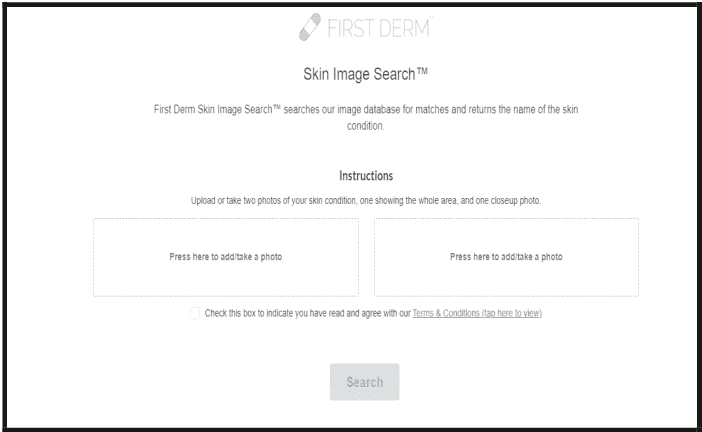 FIRST DERM
Skin Image Search™
First Derm Skin Image Search™ searches our image database for matches and returns the name of the skin
condition.
Instructions
Upload or take two photos of your skin condition, one showing the whole area, and one closeup photo.
Press here to add/take a photo
Press here to add/take a photo
Check this box to indicate you have read and agree with our Terms & Conditions (tap here to view)
Search